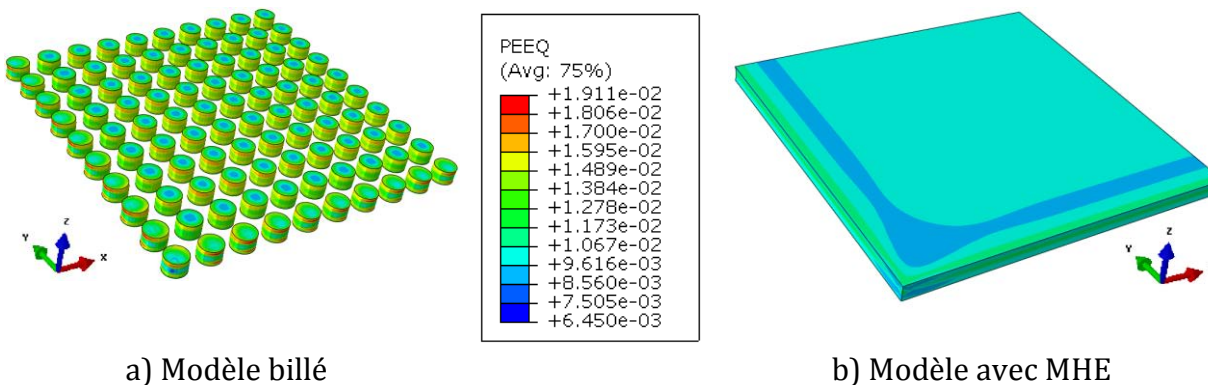 PEEQ
(Avg: 75%)
+1.911e-02
+1.806e-02
+1.700e-02
+1.595e-02
+1.489e-02
+1.384e-02
+1.278e-02
+1.173e-02
+1.067e-02
+9.616e-03
+8.560e-03
+7.505e-03
+6.450e-03
Y
Z
X
Y
Z
a) Modèle billé
b) Modèle avec MHE